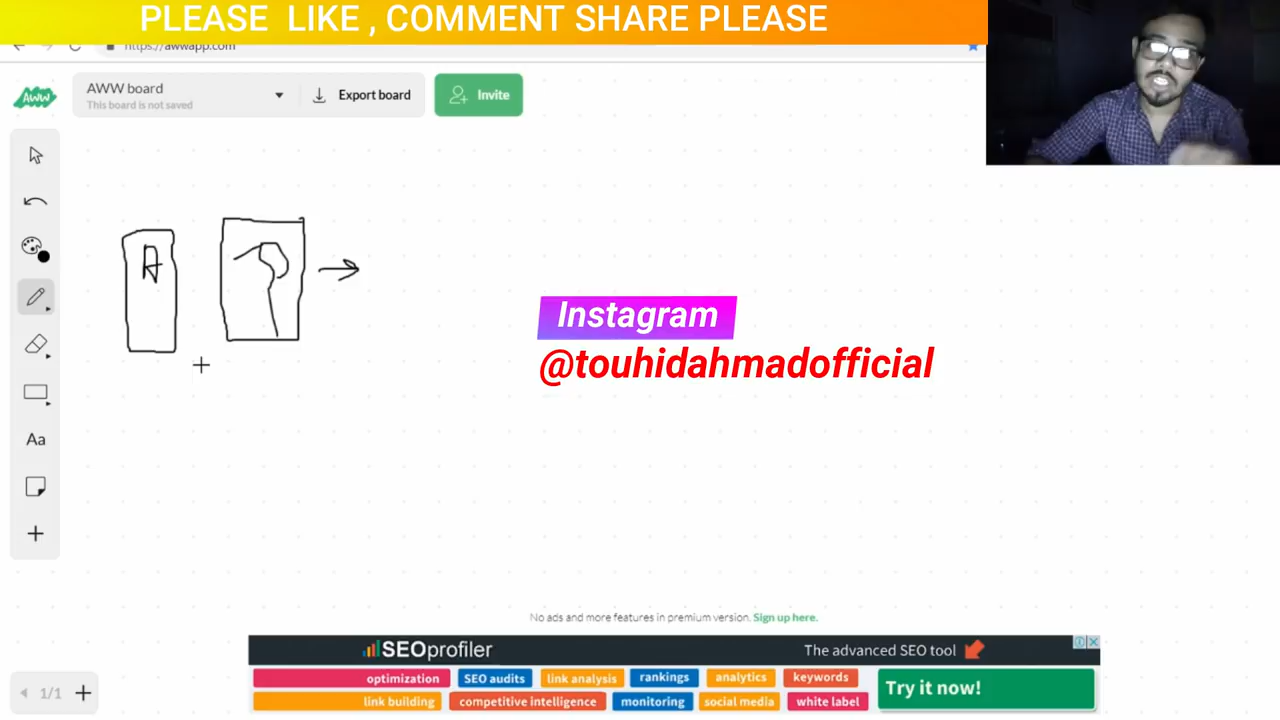 PLEASE LIKE , COMMENT SHARE PLEASE
https://awwapp.com
AWW
AWW board
This board is not saved
Export board
Invite
A
Instagram
@touhidahmadofficial
Aa
No ads and more features in premium version. Sign up here.
SEOprofiler
The advanced SEO tool
optimization SEO audits link analysis rankings analytics keywords
link building competitive intelligence monitoring social media white label
Try it now!
1/1